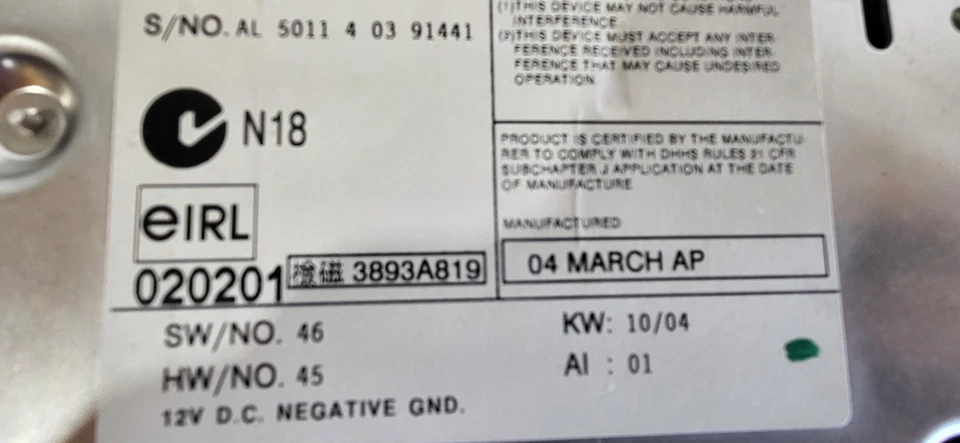 S/NO. AL 5011 4 03 91441
N18
eIRL
020201
檢磁 3893A819
(1)THIS DEVICE MAY NOT CAUSE HARMFUL
INTERFERENCE
(2)THIS DEVICE MUST ACCEPT ANY INTER-
FERENCE RECEIVED INCLUDING INTER-
FERENCE THAT MAY CAUSE UNDESIRED
OPERATION.
PRODUCT IS CERTIFIED BY THE MANUFACTU-
RER TO COMPLY WITH DHHS RULES 21 CFR
SUBCHAPTER J APPLICATION AT THE DATE
OF MANUFACTURE
MANUFACTURED
04 MARCH AP
SW/NO. 46
HW/NO. 45
12V D.C. NEGATIVE GND.
KW: 10/04
AI : 01